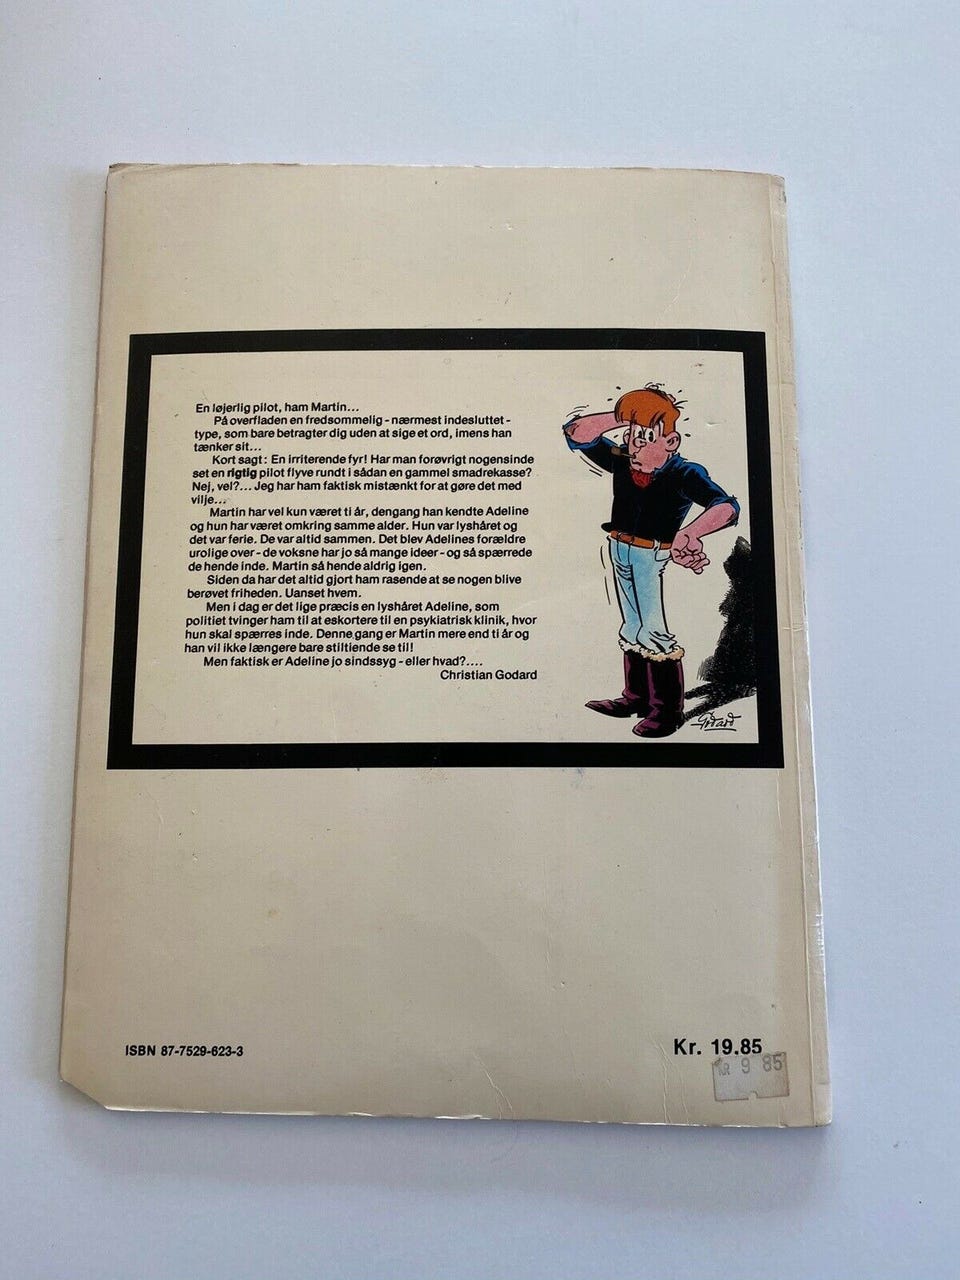 En løjerlig pilot, ham Martin...
På overfladen en fredsommelig - nærmest indesluttet -
type, som bare betragter dig uden at sige et ord, imens han
tænker sit...
Kort sagt: En irriterende fyr! Har man forøvrigt nogensinde
set en rigtig pilot flyve rundt i sådan en gammel smadrekasse?
Nej, vel?... Jeg har ham faktisk mistænkt for at gøre det med
vilje...
Martin har vel kun været ti år, dengang han kendte Adeline
og hun har været omkring samme alder. Hun var lyshåret og
det var ferie. De var altid sammen. Det blev Adelines forældre
urolige over - de voksne har jo så mange ideer - og så spærrede
de hende inde. Martin så hende aldrig igen.
Siden da har det altid gjort ham rasende at se nogen blive
berøvet friheden. Uanset hvem.
Men i dag er det lige præcis en lyshåret Adeline, som
politiet tvinger ham til at eskortere til en psykiatrisk klinik, hvor
hun skal spærres inde. Denne gang er Martin mere end ti år og
han vil ikke længere bare stiltiende se til!
Men faktisk er Adeline jo sindssyg - eller hvad?....
Christian Godard
Godard
ISBN 87-7529-623-3
Kr. 19.85
KR 9 85